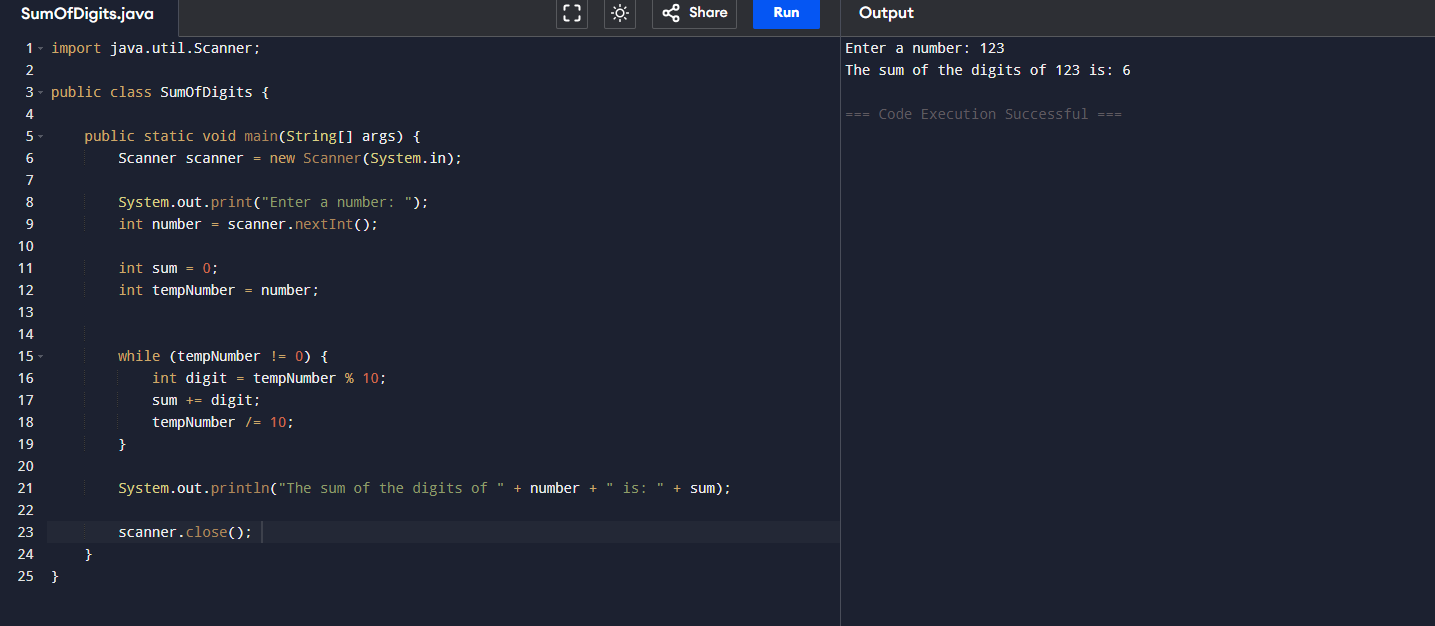 SumOfDigits.java
Share
Run
Output
1 import java.util.Scanner;
2
3 public class SumOfDigits {
4
5     public static void main(String[] args) {
6         Scanner scanner = new Scanner(System.in);
7
8         System.out.print("Enter a number: ");
9         int number = scanner.nextInt();
10
11         int sum = 0;
12         int tempNumber = number;
13
14
15         while (tempNumber != 0) {
16             int digit = tempNumber % 10;
17             sum += digit;
18             tempNumber /= 10;
19         }
20
21         System.out.println("The sum of the digits of " + number + " is: " + sum);
22
23         scanner.close();
24     }
25 }
Enter a number: 123
The sum of the digits of 123 is: 6
=== Code Execution Successful ===